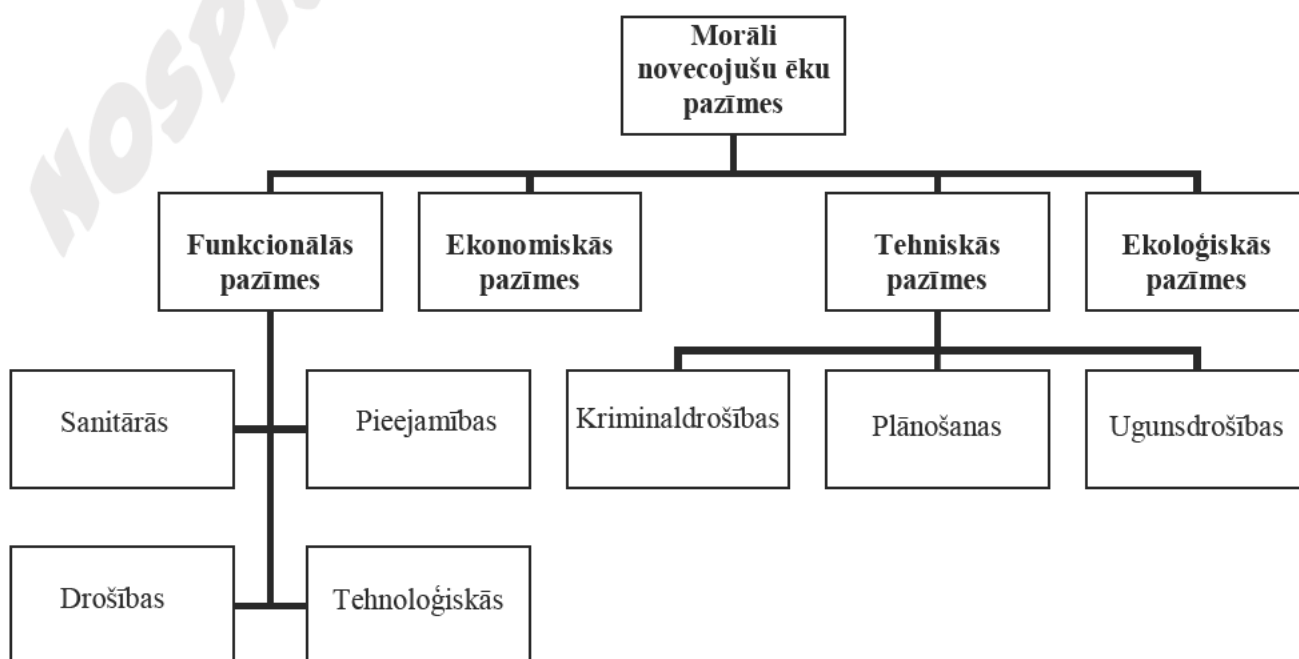 Morāli
novecojušu ēku
pazīmes
Funkcionālās
pazīmes
Ekonomiskās
pazīmes
Tehniskās
pazīmes
Ekoloģiskās
pazīmes
Sanitārās
Pieejamības
Kriminaldrošības
Plānošanas
Ugunsdrošības
Drošības
Tehnoloģiskās